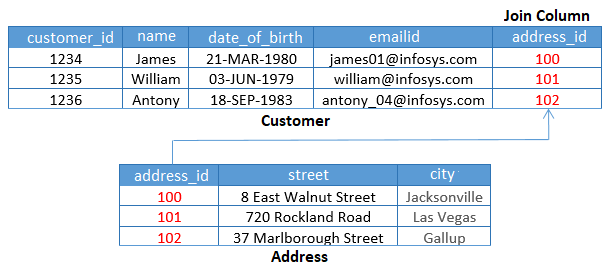 Join Column
customer_id name date_of_birth emailid address_id
1234 James 21-MAR-1980 james01@infosys.com 100
1235 William 03-JUN-1979 william@infosys.com 101
1236 Antony 18-SEP-1983 antony_04@infosys.com 102
Customer
address_id street city
100 8 East Walnut Street Jacksonville
101 720 Rockland Road Las Vegas
102 37 Marlborough Street Gallup
Address